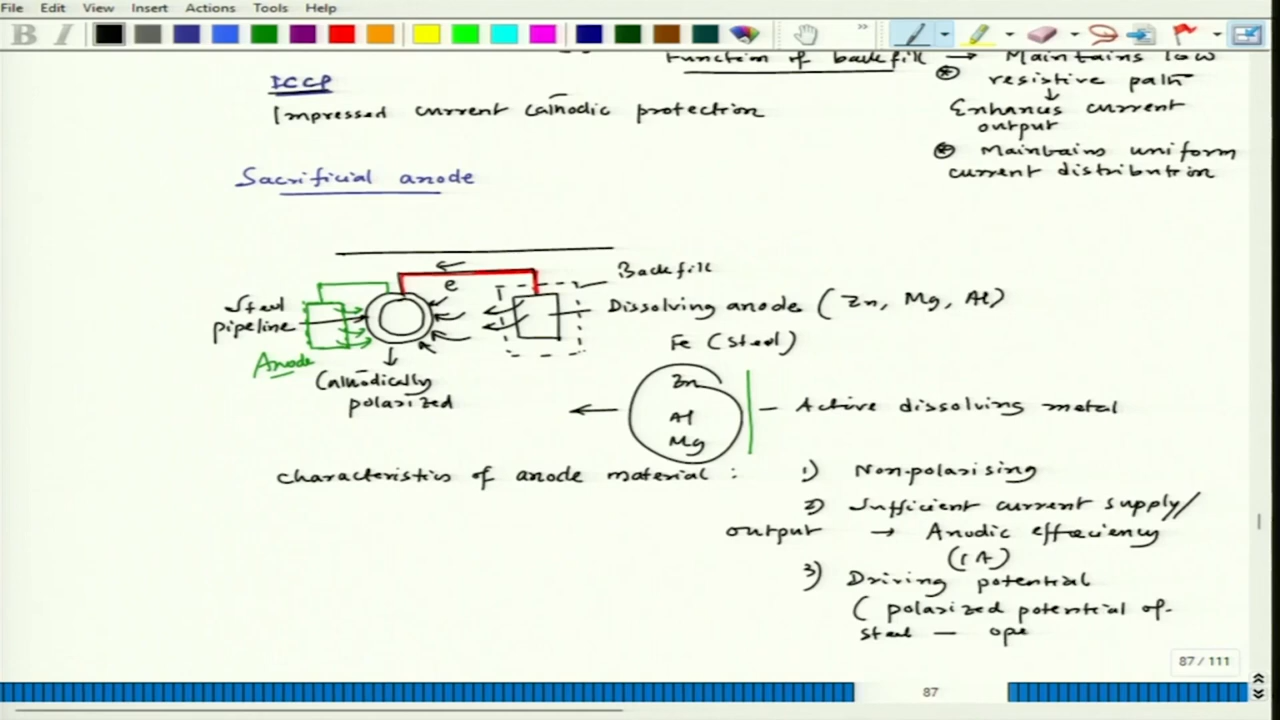 File Edit View Insert Actions Tools Help
B I
Function of backfill → Maintains low
resistive path
↓
Enhances current
output
Maintains uniform
current distribution
ICCP
Impressed current cathodic protection
Sacrificial anode
Steel
pipeline
Anode
e
Backfill
Dissolving anode (Zn, Mg, Al)
Fe (steel)
Cathodically
polarized
Zn
Al
Mg
— Active dissolving metal
characteristics of anode material :
1) Non-polarising
2) Sufficient current supply/
output → Anodic efficiency
(1A)
3) Driving potential
( polarized potential of
steel — ope
87 / 111
87